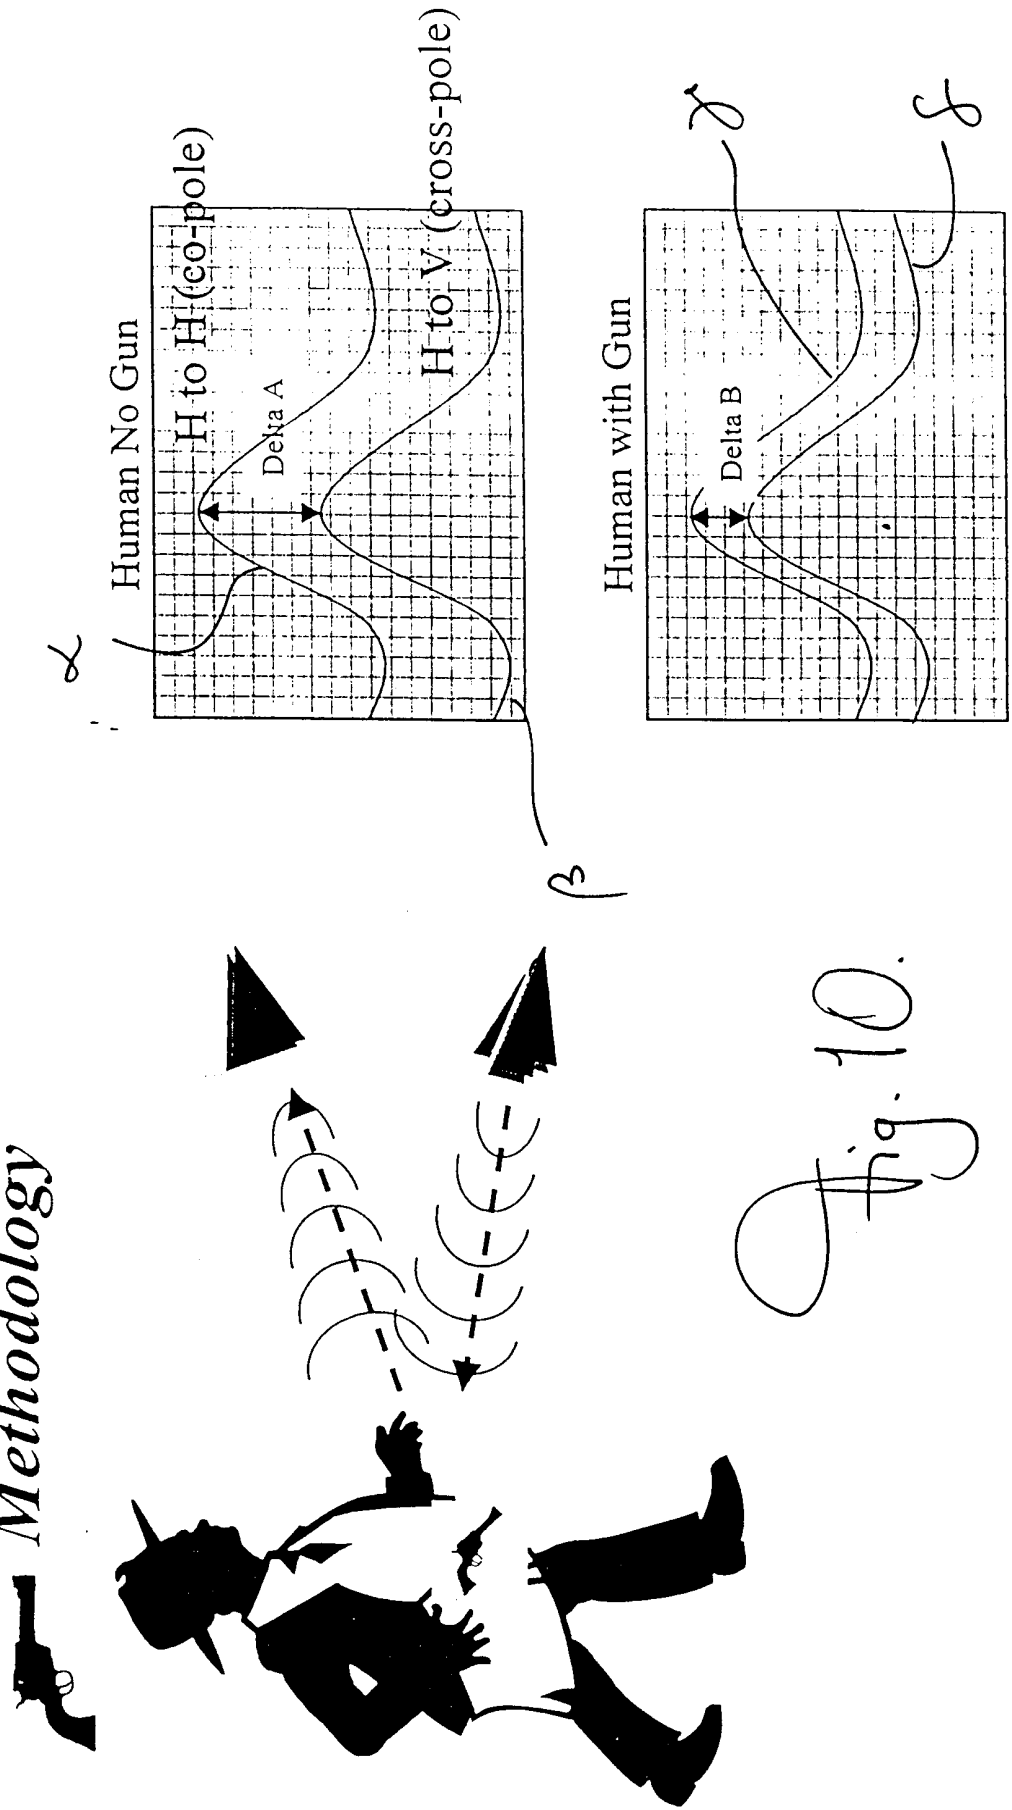 Methodology
Human No Gun
H to H (co-pole)
Delta A
H to V (cross-pole)
α
β
Human with Gun
Delta B
γ
δ
Fig. 10.